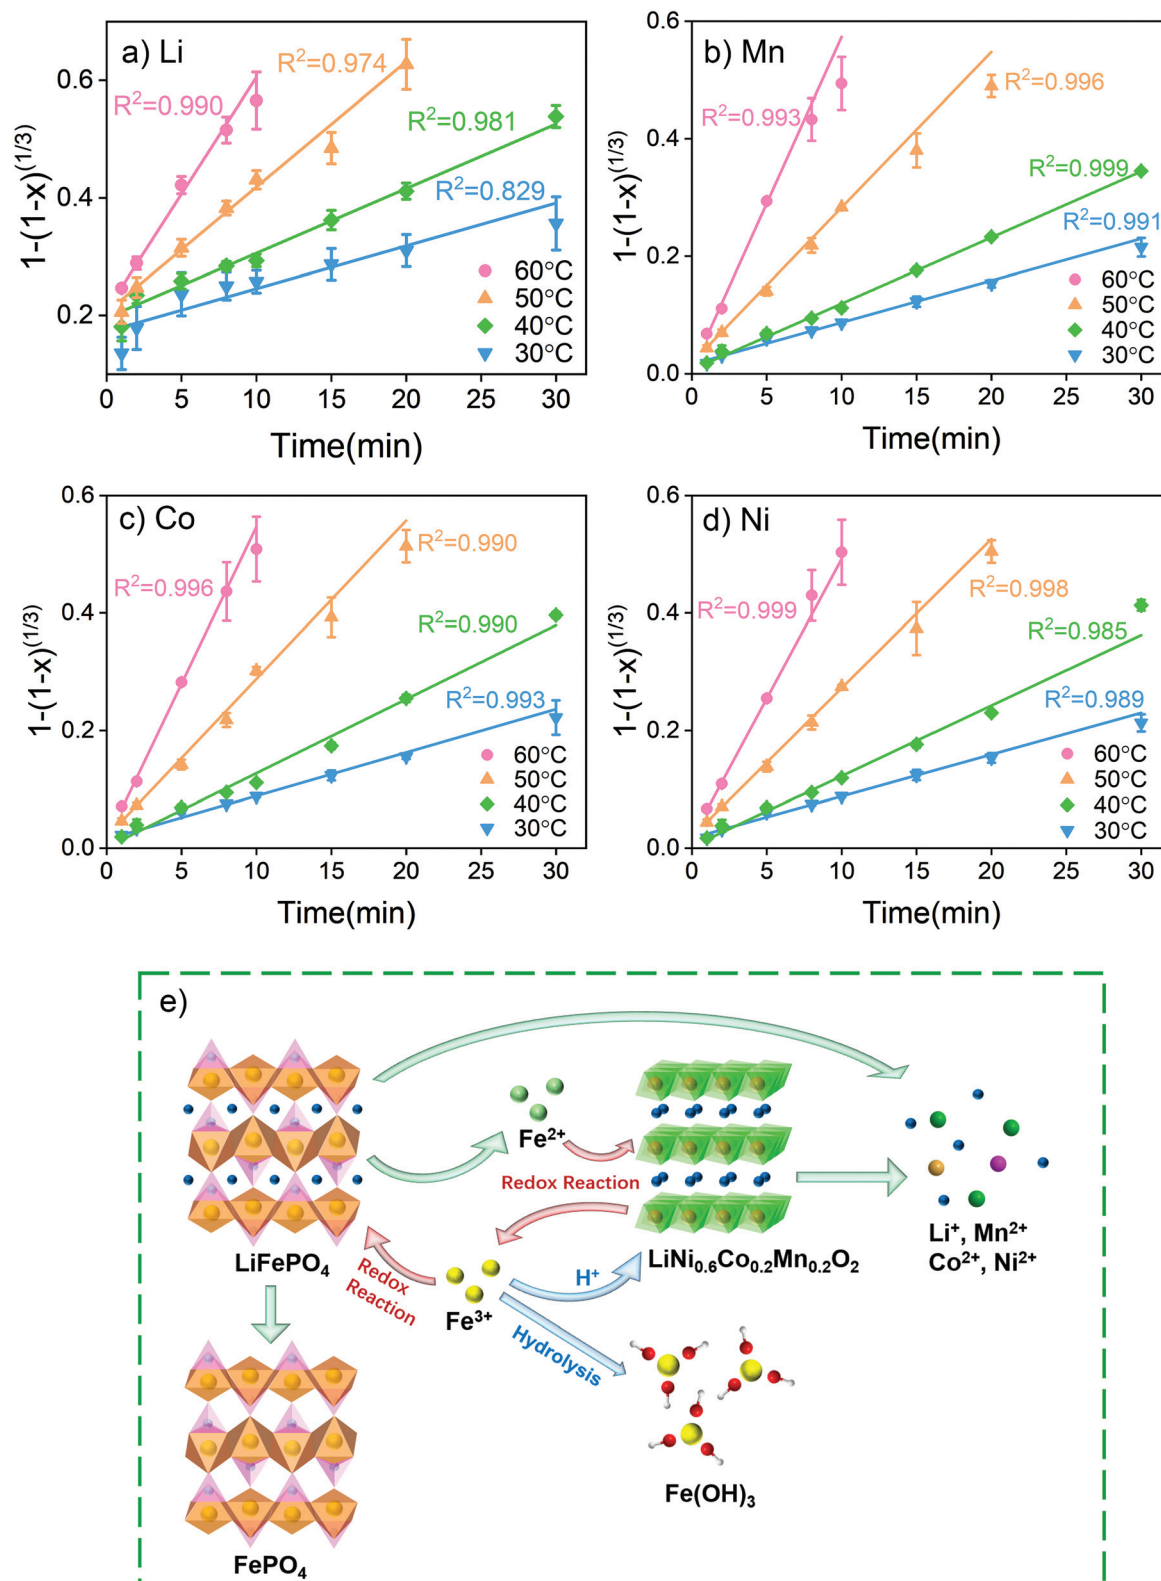 a) Li
R²=0.990
R²=0.974
R²=0.981
R²=0.829
60°C
50°C
40°C
30°C
0.6
0.4
0.2
0 5 10 15 20 25 30
Time(min)
1-(1-x)^(1/3)
b) Mn
R²=0.993
R²=0.996
R²=0.999
R²=0.991
60°C
50°C
40°C
30°C
0.6
0.4
0.2
0.0
0 5 10 15 20 25 30
Time(min)
1-(1-x)^(1/3)
c) Co
R²=0.996
R²=0.990
R²=0.990
R²=0.993
60°C
50°C
40°C
30°C
0.6
0.4
0.2
0.0
0 5 10 15 20 25 30
Time(min)
1-(1-x)^(1/3)
d) Ni
R²=0.999
R²=0.998
R²=0.985
R²=0.989
60°C
50°C
40°C
30°C
0.6
0.4
0.2
0.0
0 5 10 15 20 25 30
Time(min)
1-(1-x)^(1/3)
e)
Fe²⁺
Redox Reaction
LiFePO₄
Redox
Reaction
Fe³⁺
H⁺
Hydrolysis
LiNi₀.₆Co₀.₂Mn₀.₂O₂
Li⁺, Mn²⁺
Co²⁺, Ni²⁺
Fe(OH)₃
FePO₄